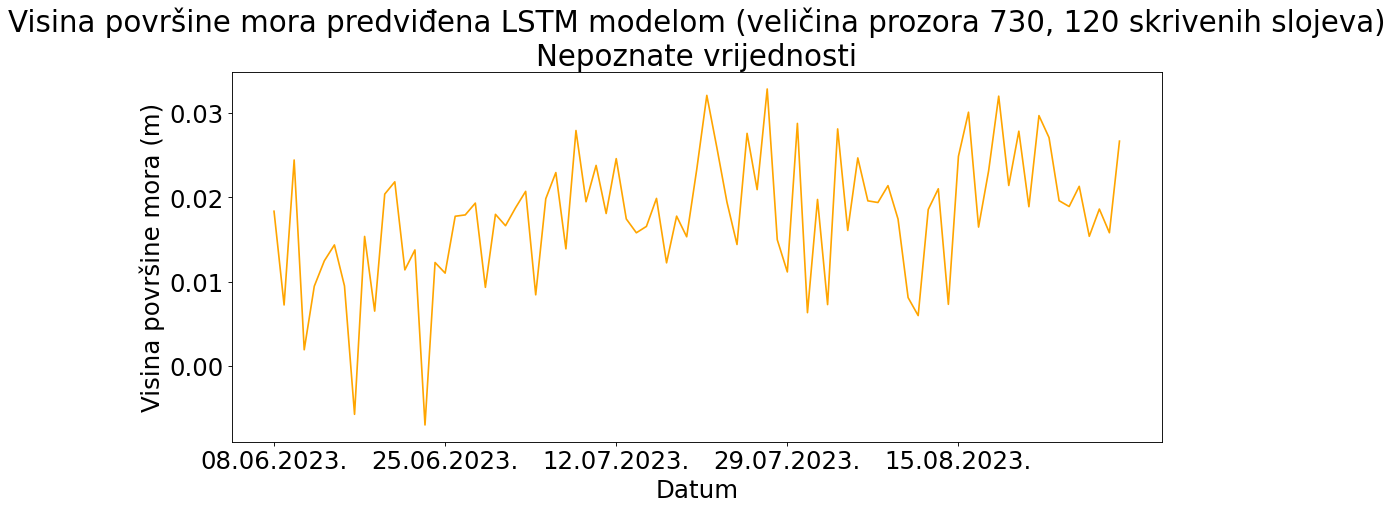 Visina površine mora predviđena LSTM modelom (veličina prozora 730, 120 skrivenih slojeva)
Nepoznate vrijednosti
Visina površine mora (m)
0.03
0.02
0.01
0.00
08.06.2023. 25.06.2023. 12.07.2023. 29.07.2023. 15.08.2023.
Datum